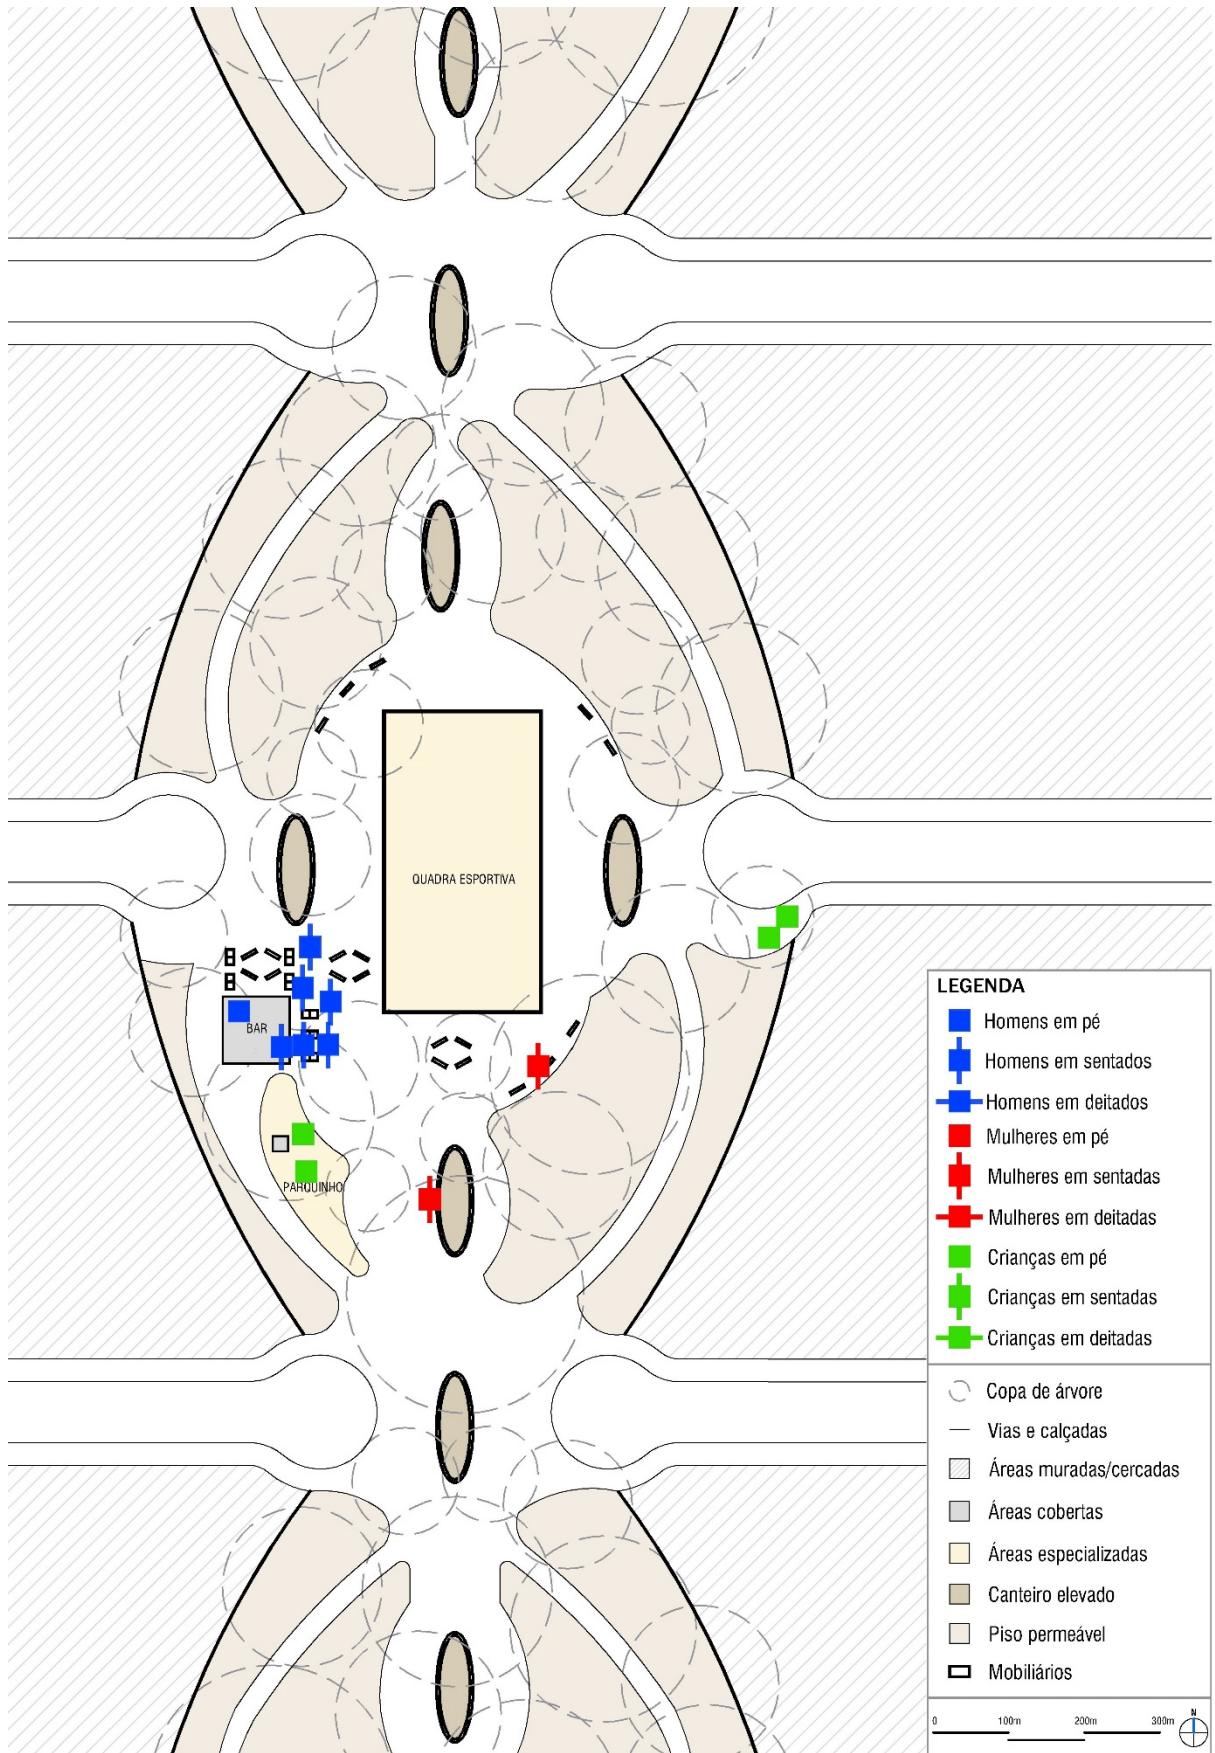 QUADRA ESPORTIVA
BAR
PARQUINHO
LEGENDA
Homens em pé
Homens em sentados
Homens em deitados
Mulheres em pé
Mulheres em sentadas
Mulheres em deitadas
Crianças em pé
Crianças em sentadas
Crianças em deitadas
Copa de árvore
Vias e calçadas
Áreas muradas/cercadas
Áreas cobertas
Áreas especializadas
Canteiro elevado
Piso permeável
Mobiliários
0 100m 200m 300m N